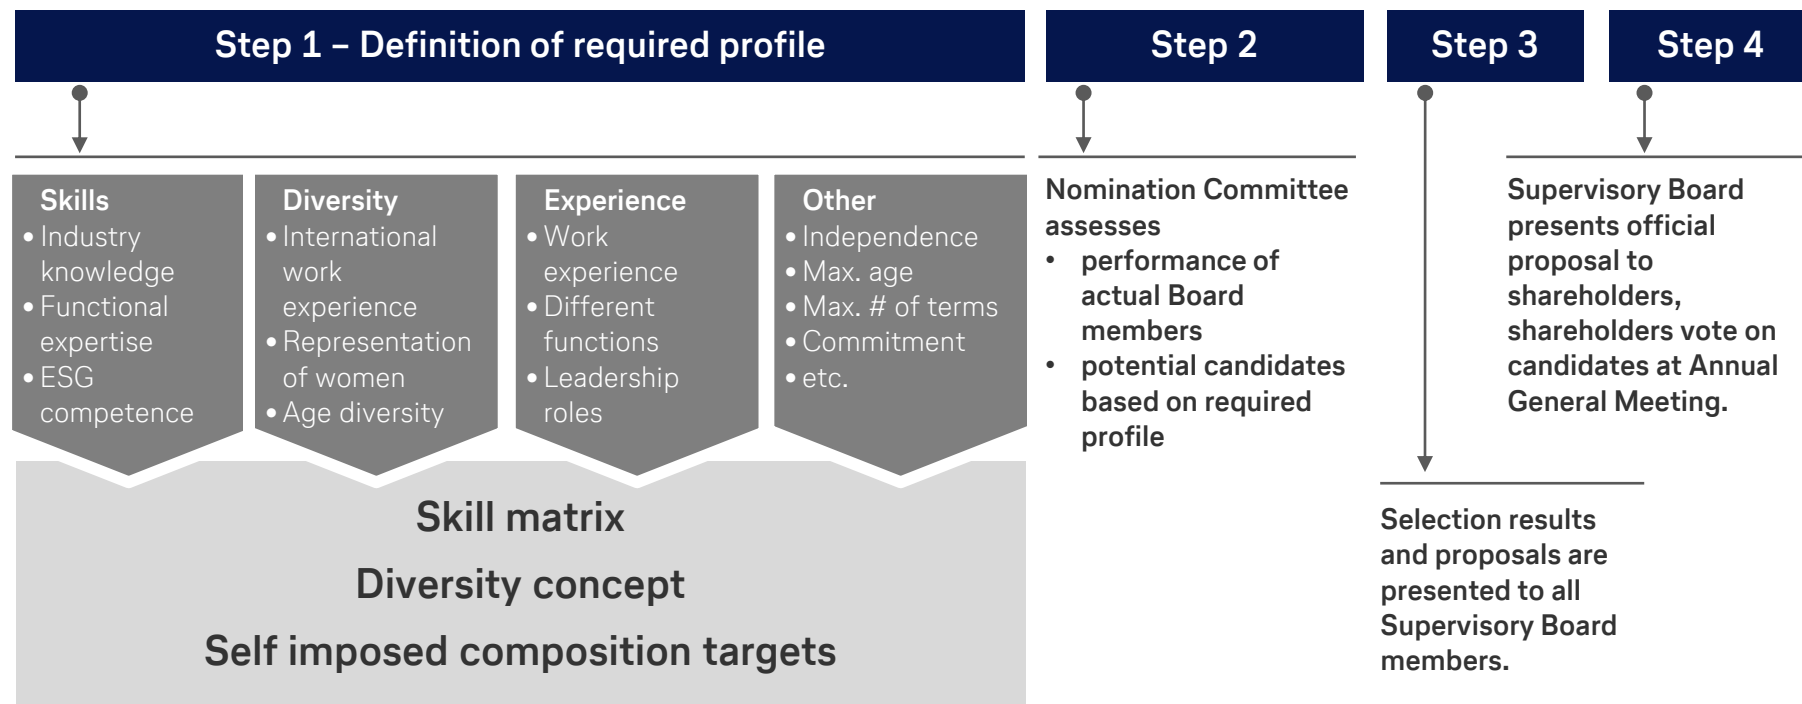 Step 1 – Definition of required profile
Skills
• Industry
knowledge
• Functional
expertise
• ESG
competence
Diversity
• International
work
experience
• Representation
of women
• Age diversity
Experience
• Work
experience
• Different
functions
• Leadership
roles
Other
• Independence
• Max. age
• Max. # of terms
• Commitment
• etc.
Skill matrix
Diversity concept
Self imposed composition targets
Step 2
Nomination Committee
assesses
• performance of
actual Board
members
• potential candidates
based on required
profile
Step 3
Selection results
and proposals are
presented to all
Supervisory Board
members.
Step 4
Supervisory Board
presents official
proposal to
shareholders,
shareholders vote on
candidates at Annual
General Meeting.